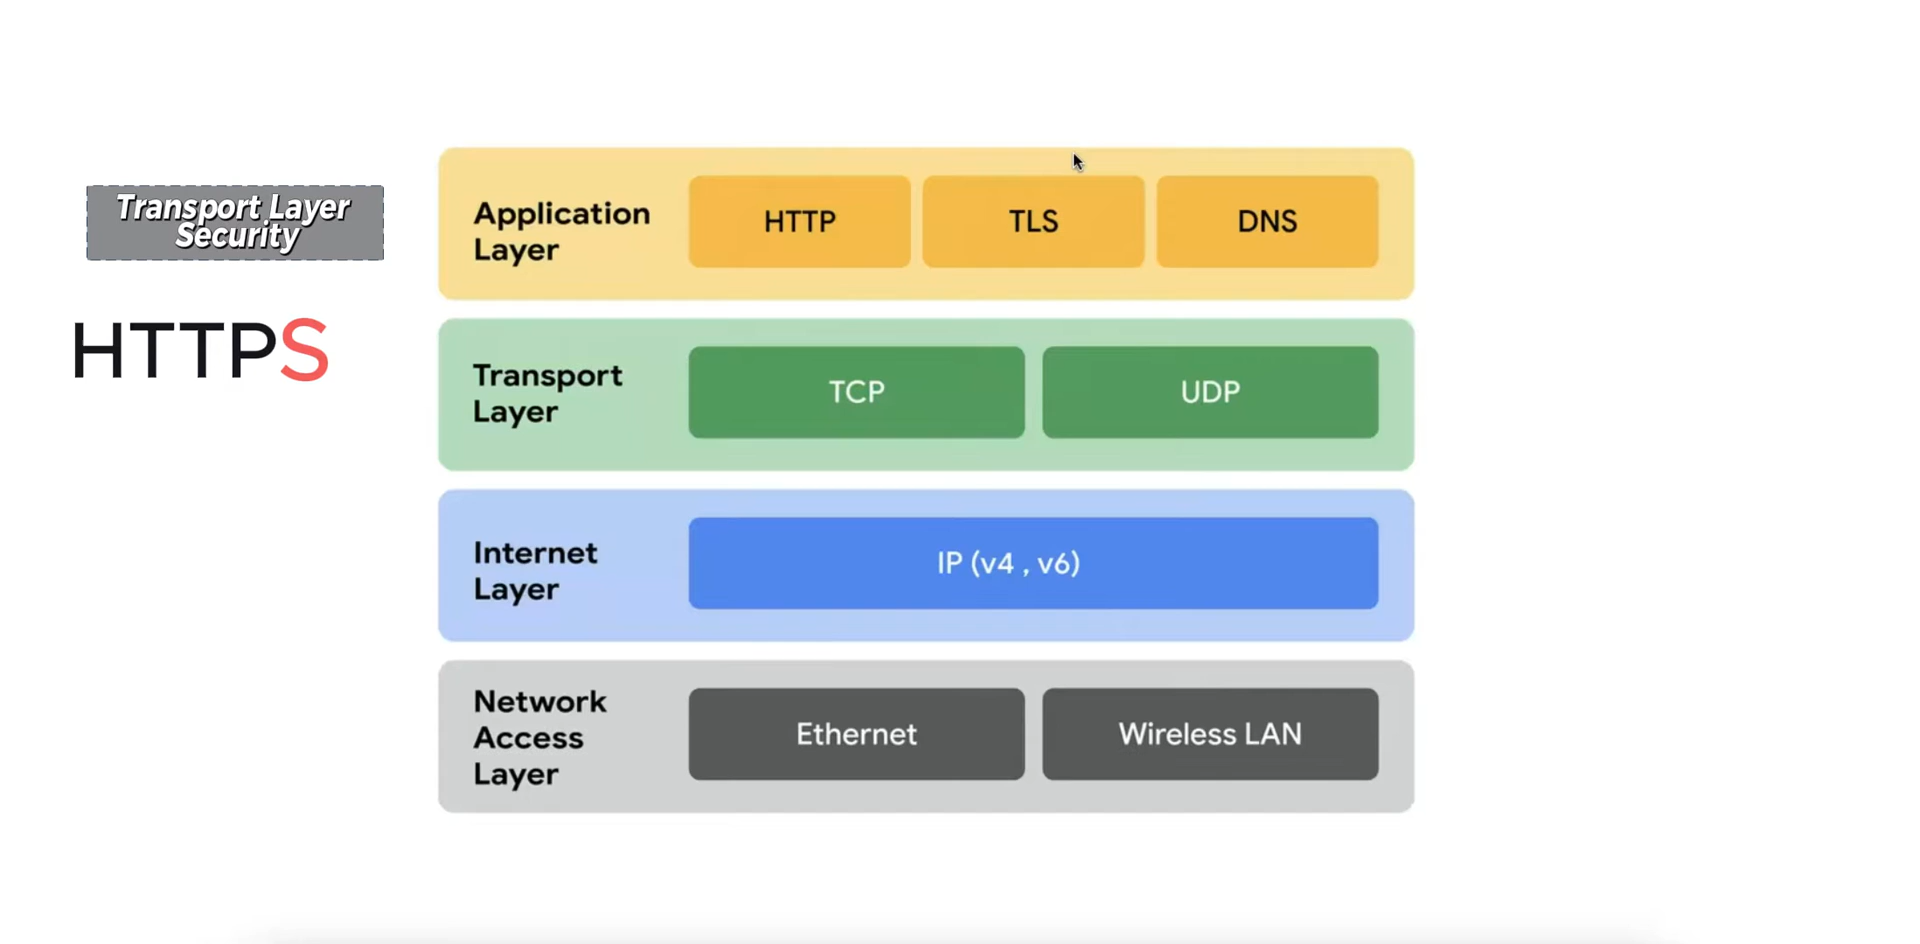 Transport Layer
Security
HTTPS
Application
Layer
HTTP
TLS
DNS
Transport
Layer
TCP
UDP
Internet
Layer
IP (v4 , v6)
Network
Access
Layer
Ethernet
Wireless LAN